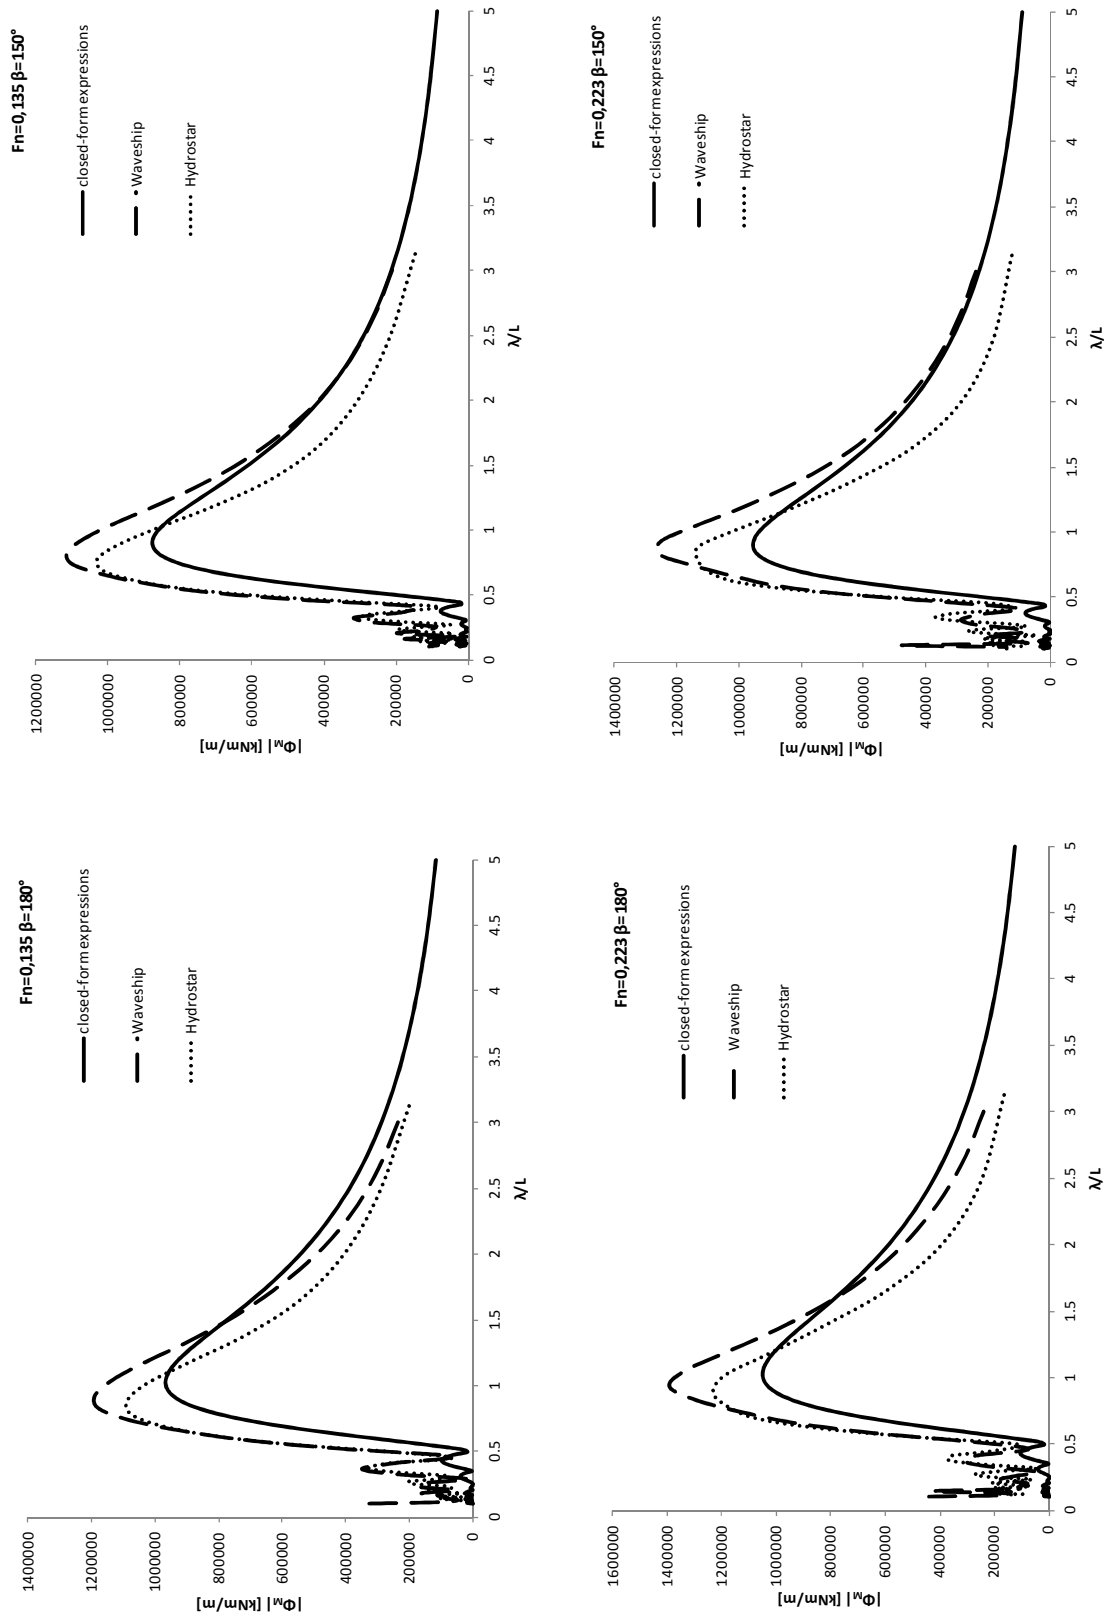 Fn=0,135 β=180°
1400000
1200000
1000000
800000
600000
400000
200000
0
|Φ_M| [kNm/m]
closed-form expressions
Waveship
Hydrostar
0 0.5 1 1.5 2 2.5 3 3.5 4 4.5 5
λ/L
Fn=0,135 β=150°
1200000
1000000
800000
600000
400000
200000
0
|Φ_M| [kNm/m]
closed-form expressions
Waveship
Hydrostar
0 0.5 1 1.5 2 2.5 3 3.5 4 4.5 5
λ/L
Fn=0,223 β=180°
1600000
1400000
1200000
1000000
800000
600000
400000
200000
0
|Φ_M| [kNm/m]
closed-form expressions
Waveship
Hydrostar
0 0.5 1 1.5 2 2.5 3 3.5 4 4.5 5
λ/L
Fn=0,223 β=150°
1400000
1200000
1000000
800000
600000
400000
200000
0
|Φ_M| [kNm/m]
closed-form expressions
Waveship
Hydrostar
0 0.5 1 1.5 2 2.5 3 3.5 4 4.5 5
λ/L